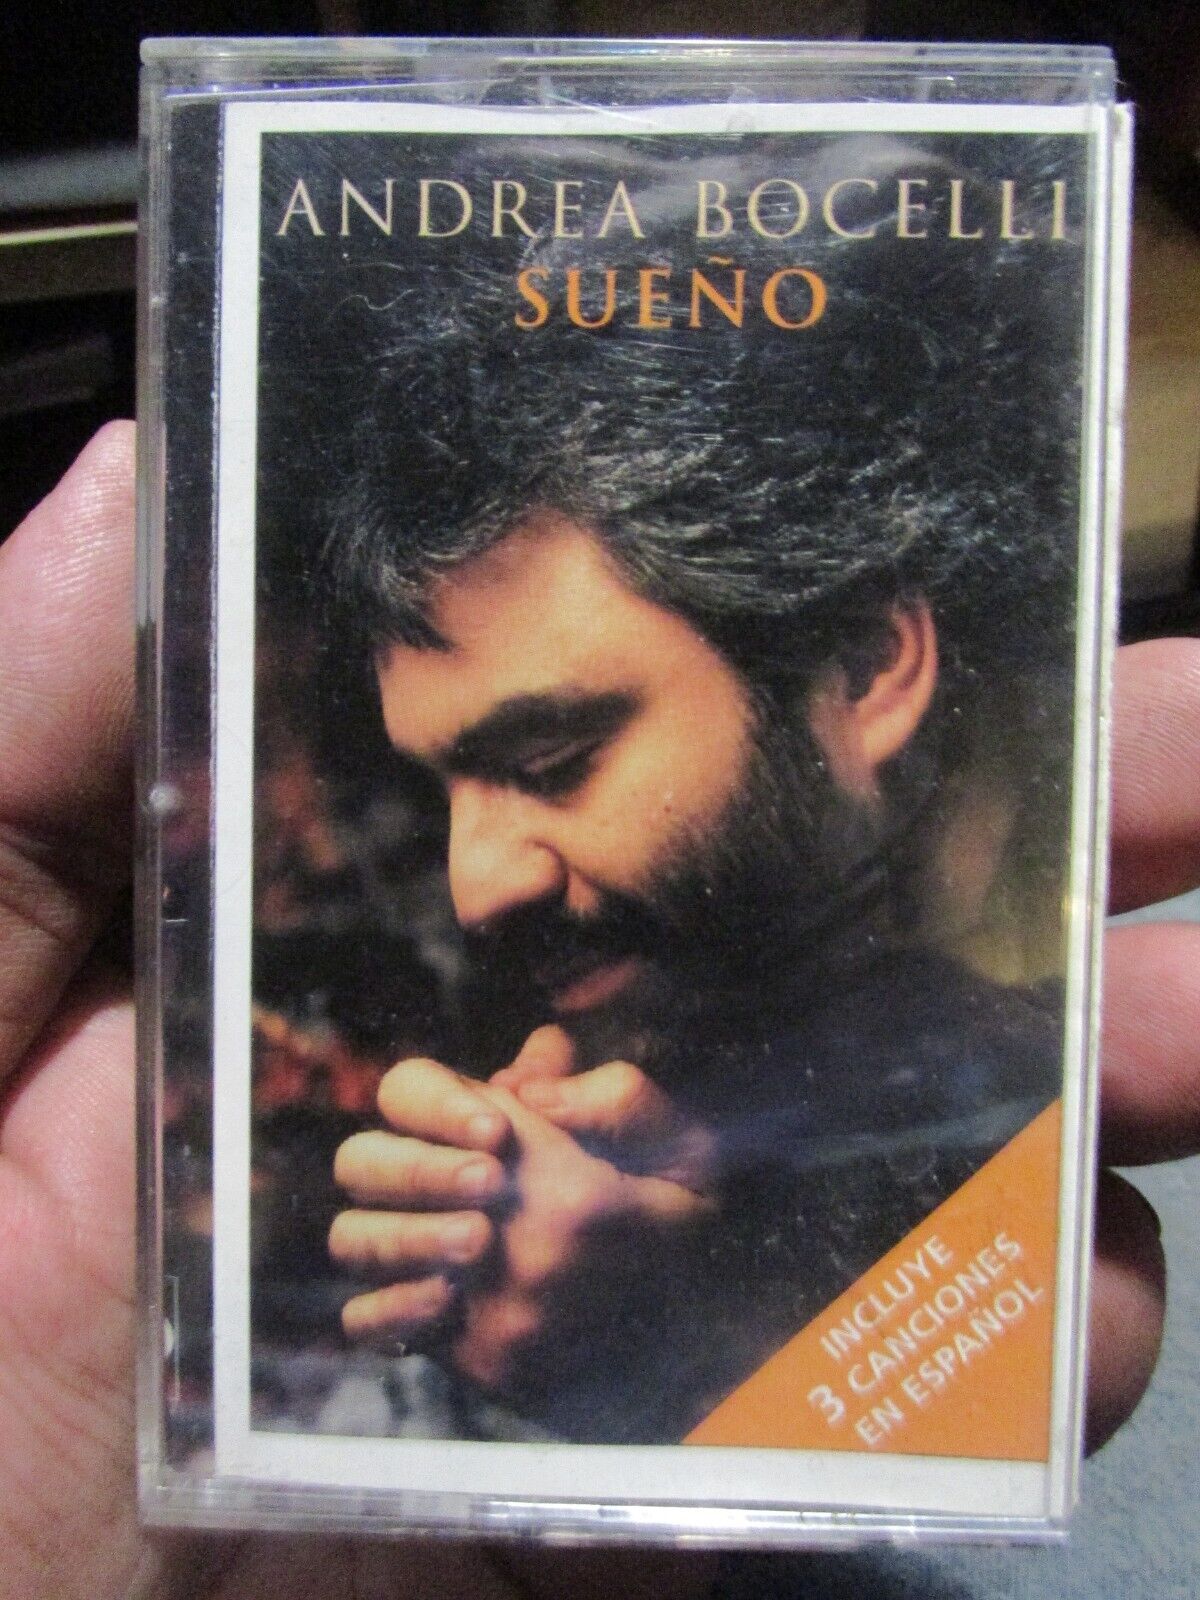 ANDREA BOCELLI
SUEÑO
INCLUYE
3 CANCIONES
EN ESPAÑOL